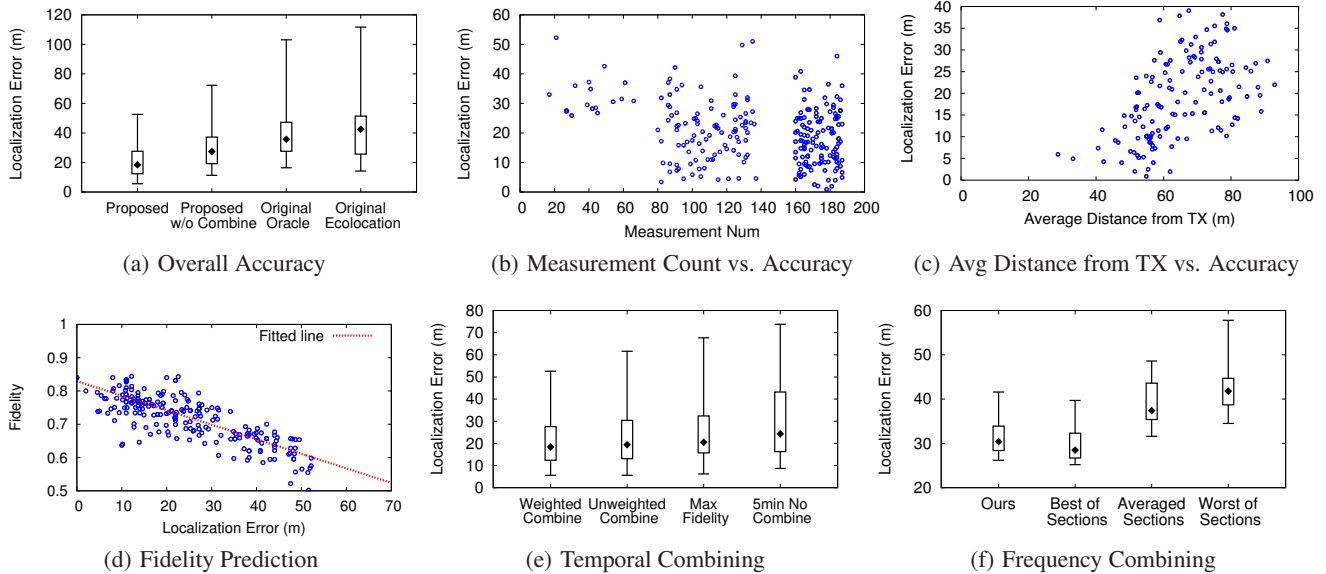 Localization Error (m)
120
100
80
60
40
20
0
Proposed
Proposed
w/o Combine
Original
Oracle
Original
Ecolocation
(a) Overall Accuracy
Localization Error (m)
60
50
40
30
20
10
0
0 20 40 60 80 100 120 140 160 180 200
Measurement Num
(b) Measurement Count vs. Accuracy
Localization Error (m)
40
35
30
25
20
15
10
5
0
0 20 40 60 80 100
Average Distance from TX (m)
(c) Avg Distance from TX vs. Accuracy
Fidelity
1
0.9
0.8
0.7
0.6
0.5
Fitted line
0 10 20 30 40 50 60 70
Localization Error (m)
(d) Fidelity Prediction
Localization Error (m)
80
70
60
50
40
30
20
10
0
Weighted
Combine
Unweighted
Combine
Max
Fidelity
5min No
Combine
(e) Temporal Combining
Localization Error (m)
60
50
40
30
20
Ours
Best of
Sections
Averaged
Sections
Worst of
Sections
(f) Frequency Combining